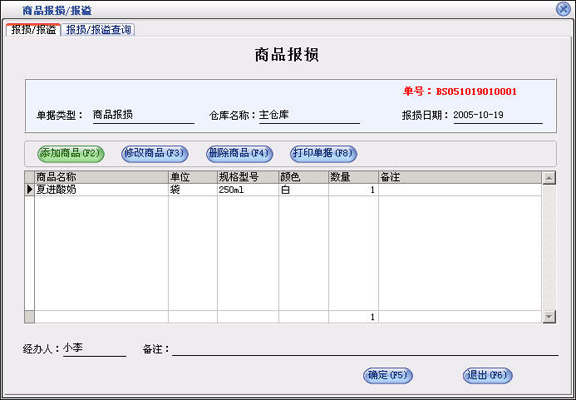 商品报损/报溢
报损/报溢 报损/报溢查询
商品报损
单号：BS051019010001
单据类型： 商品报损 仓库名称：主仓库 报损日期：2005-10-19
添加商品(F2) 修改商品(F3) 删除商品(F4) 打印单据(F8)
商品名称 单位 规格型号 颜色 数量 备注
夏进酸奶 袋 250ml 白 1
1
经办人：小李 备注：
确定(F5) 退出(F6)